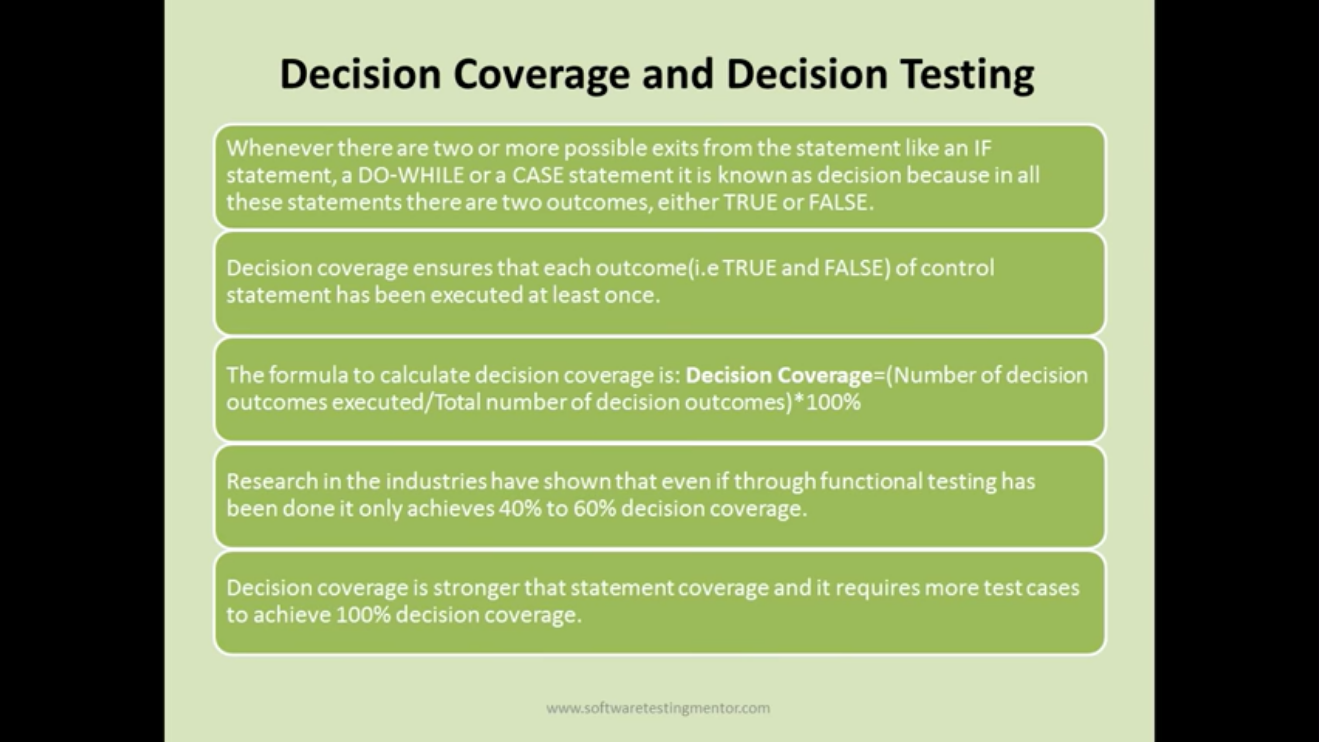 Decision Coverage and Decision Testing
Whenever there are two or more possible exits from the statement like an IF
statement, a DO-WHILE or a CASE statement it is known as decision because in all
these statements there are two outcomes, either TRUE or FALSE.
Decision coverage ensures that each outcome(i.e TRUE and FALSE) of control
statement has been executed at least once.
The formula to calculate decision coverage is: Decision Coverage=(Number of decision
outcomes executed/Total number of decision outcomes)*100%
Research in the industries have shown that even if through functional testing has
been done it only achieves 40% to 60% decision coverage.
Decision coverage is stronger that statement coverage and it requires more test cases
to achieve 100% decision coverage.
www.softwaretestingmentor.com